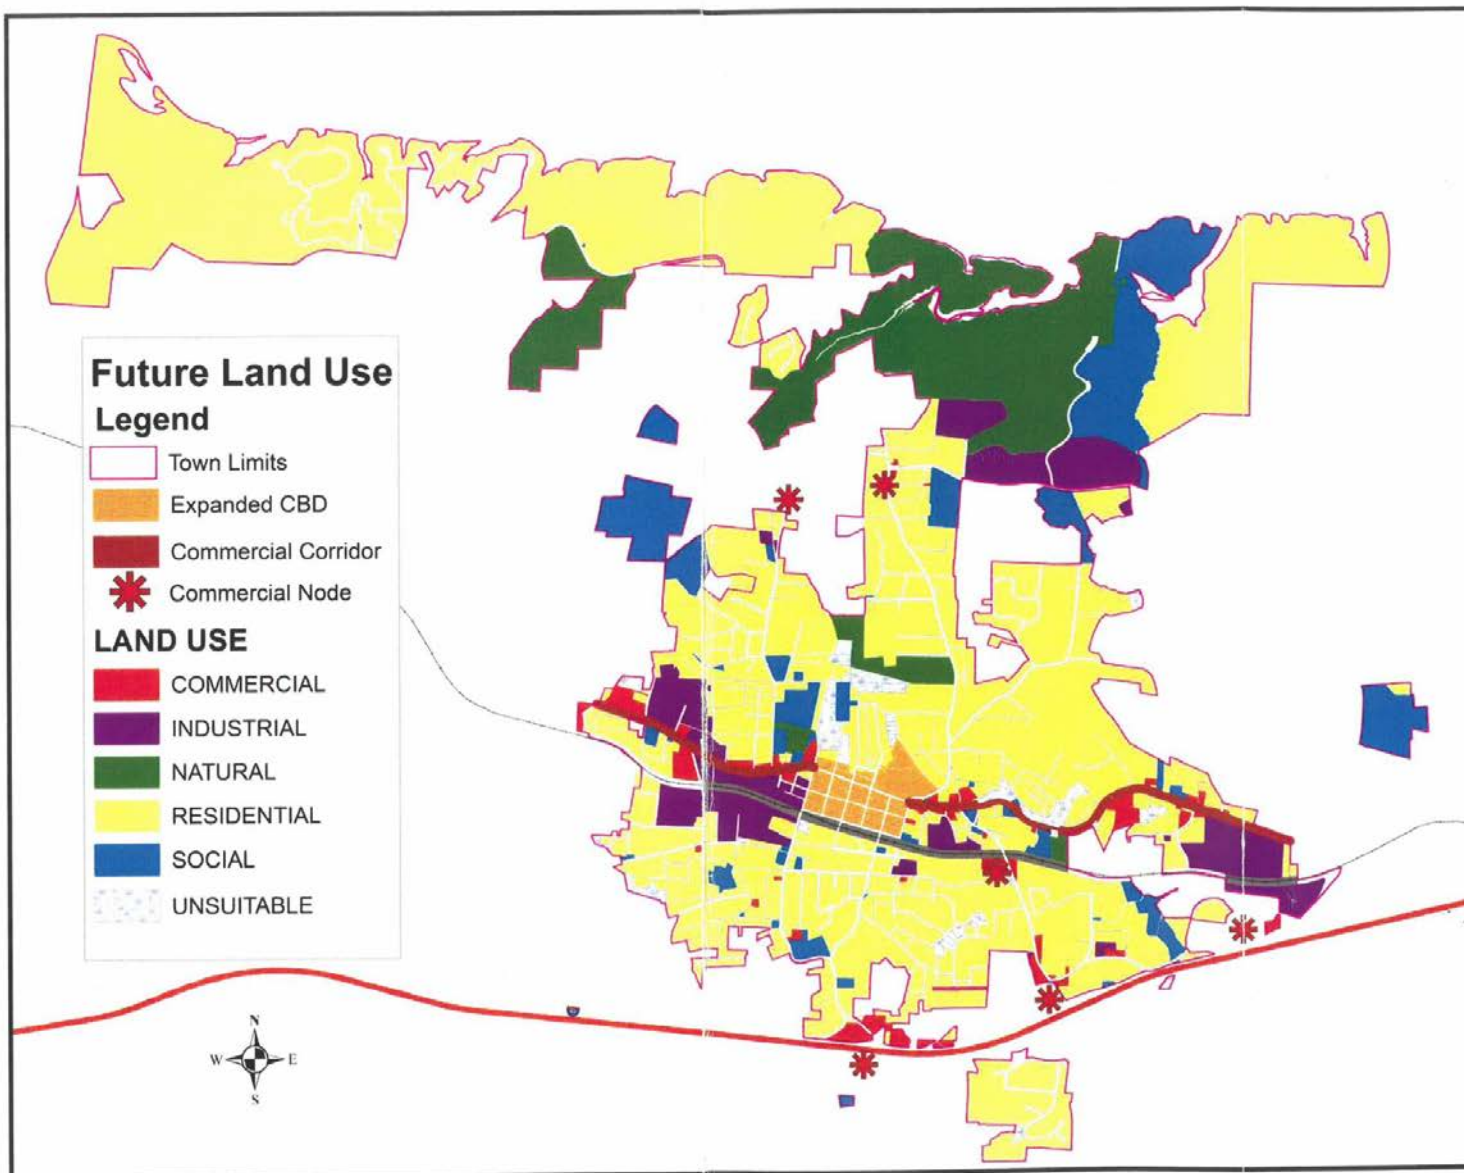 Future Land Use
Legend
Town Limits
Expanded CBD
Commercial Corridor
Commercial Node
LAND USE
COMMERCIAL
INDUSTRIAL
NATURAL
RESIDENTIAL
SOCIAL
UNSUITABLE
N
W E
S